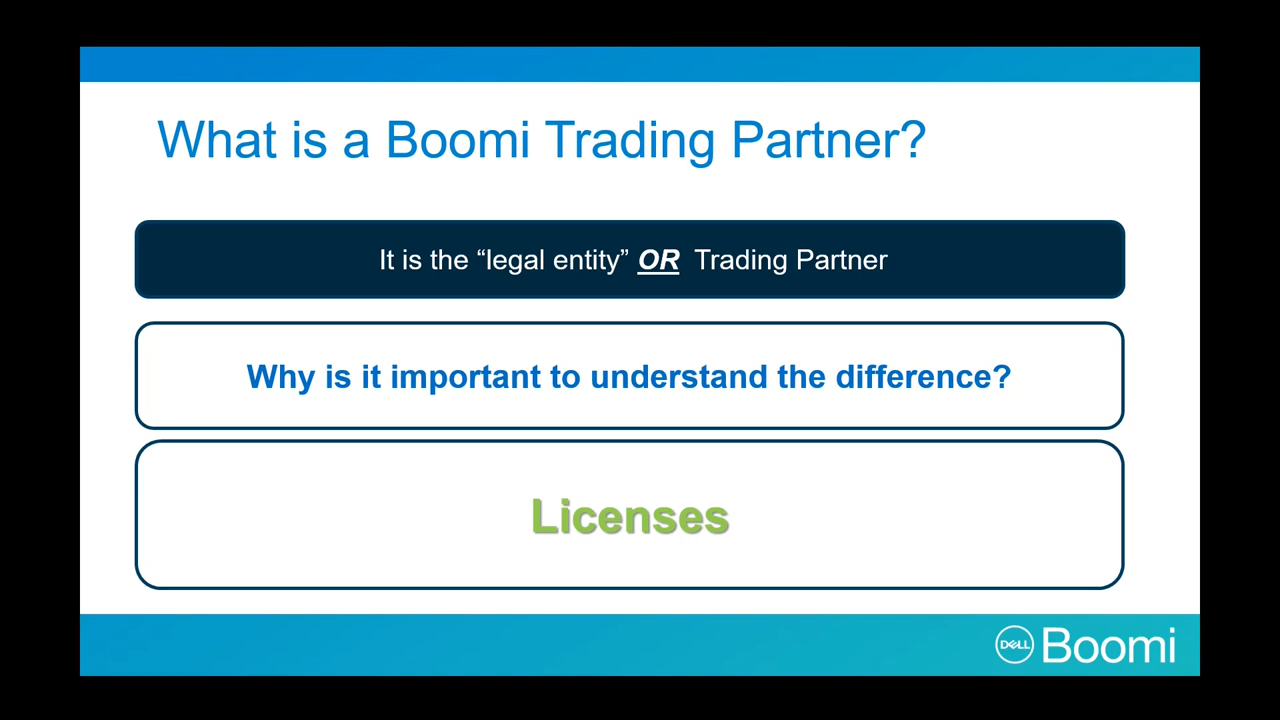 What is a Boomi Trading Partner?
It is the “legal entity” OR Trading Partner
Why is it important to understand the difference?
Licenses
DELL Boomi